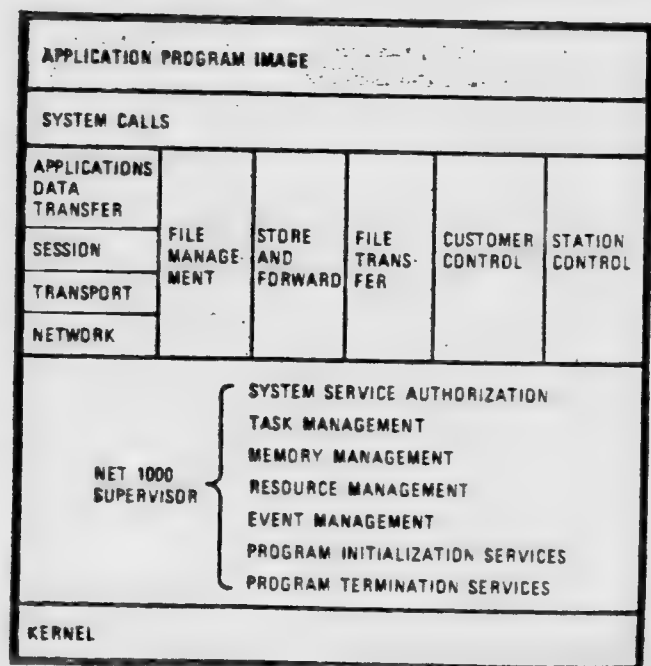 APPLICATION PROGRAM IMAGE
SYSTEM CALLS
APPLICATIONS
DATA
TRANSFER
SESSION
TRANSPORT
NETWORK
FILE
MANAGE-
MENT
STORE
AND
FORWARD
FILE
TRANS-
FER
CUSTOMER
CONTROL
STATION
CONTROL
NET 1000
SUPERVISOR
SYSTEM SERVICE AUTHORIZATION
TASK MANAGEMENT
MEMORY MANAGEMENT
RESOURCE MANAGEMENT
EVENT MANAGEMENT
PROGRAM INITIALIZATION SERVICES
PROGRAM TERMINATION SERVICES
KERNEL